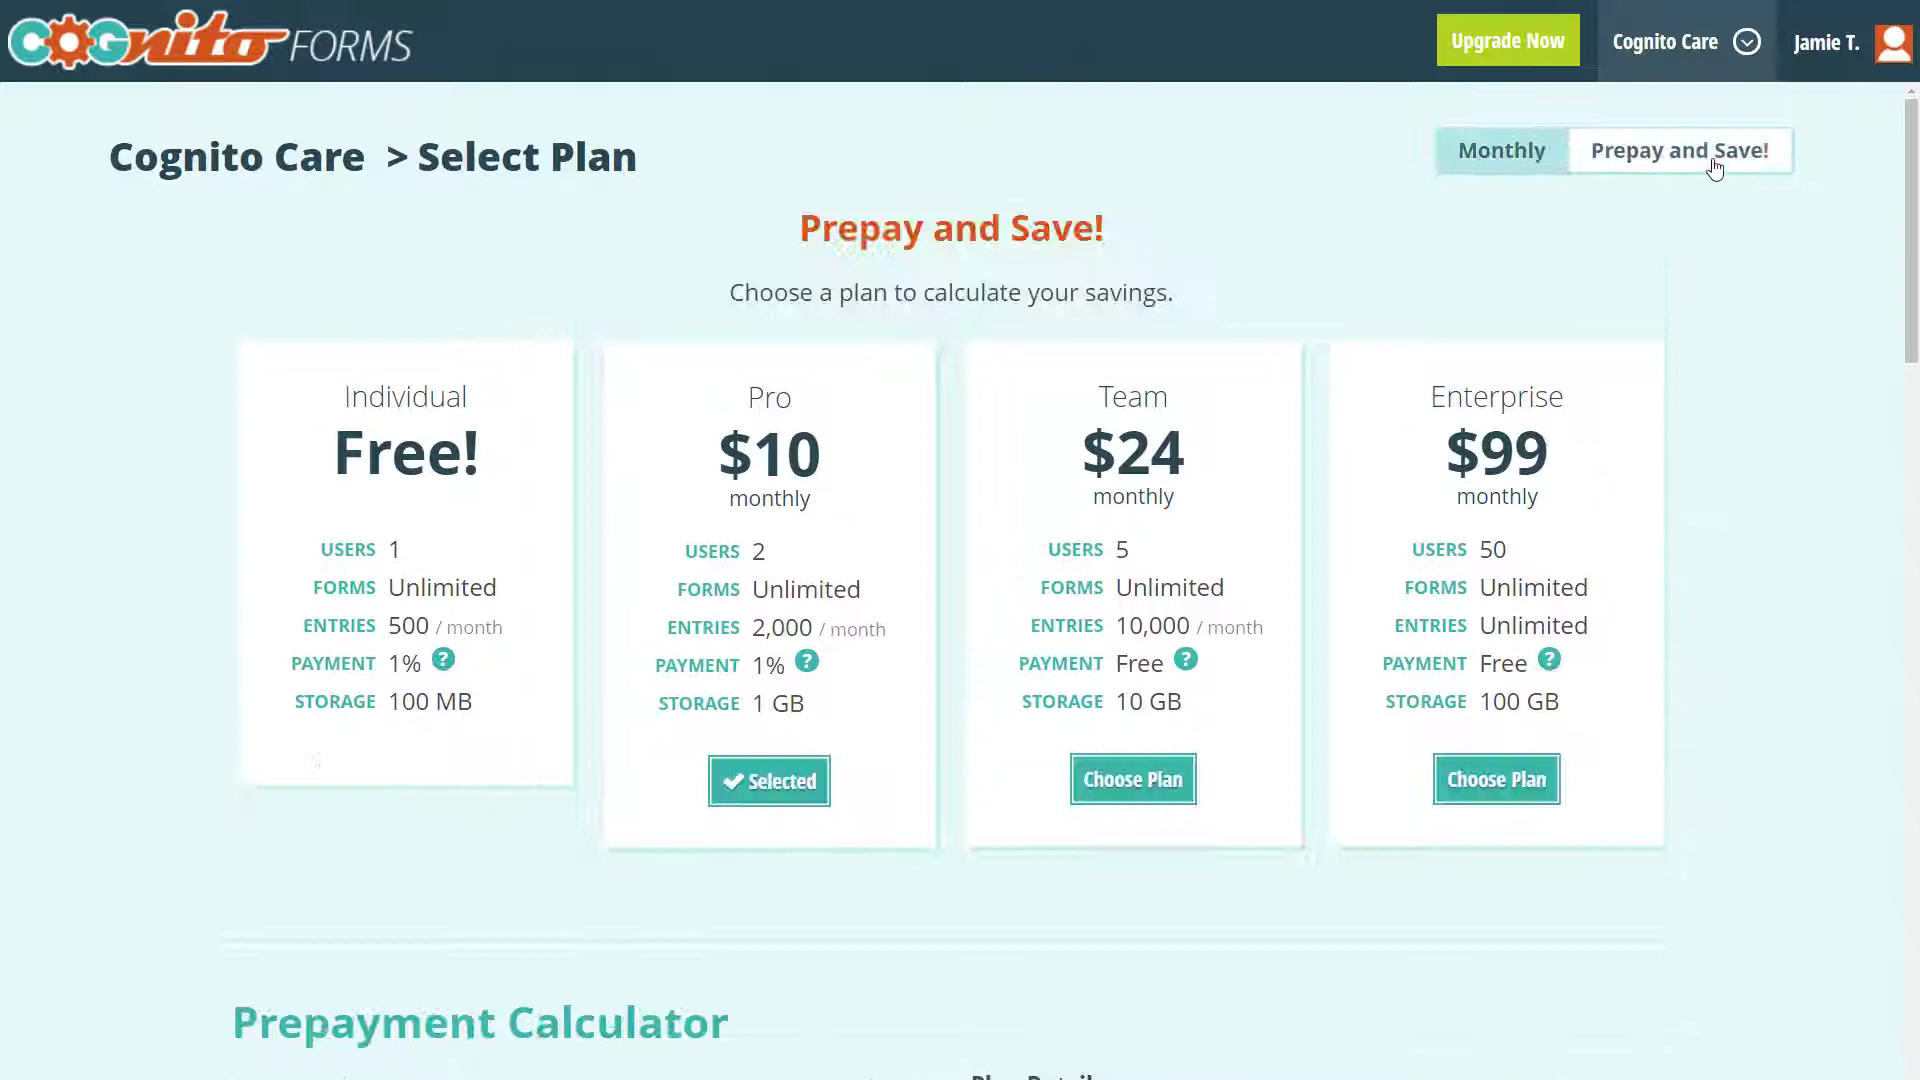 COGnito FORMS
Upgrade Now
Cognito Care
Jamie T.
Cognito Care > Select Plan
Monthly
Prepay and Save!
Prepay and Save!
Choose a plan to calculate your savings.
Individual
Free!
USERS 1
FORMS Unlimited
ENTRIES 500 / month
PAYMENT 1% ?
STORAGE 100 MB
Pro
$10
monthly
USERS 2
FORMS Unlimited
ENTRIES 2,000 / month
PAYMENT 1% ?
STORAGE 1 GB
Selected
Team
$24
monthly
USERS 5
FORMS Unlimited
ENTRIES 10,000 / month
PAYMENT Free ?
STORAGE 10 GB
Choose Plan
Enterprise
$99
monthly
USERS 50
FORMS Unlimited
ENTRIES Unlimited
PAYMENT Free ?
STORAGE 100 GB
Choose Plan
Prepayment Calculator